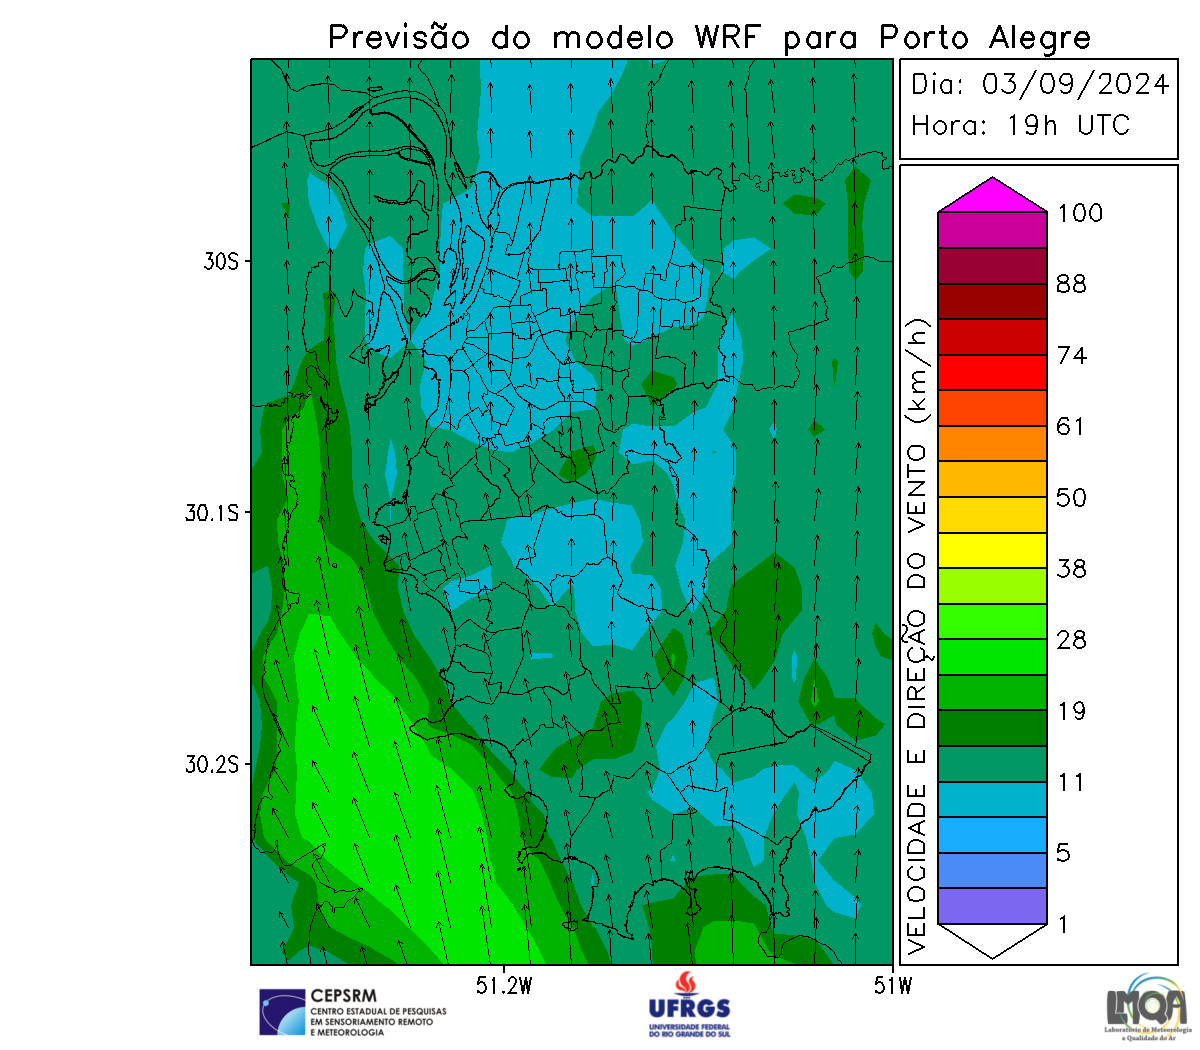 Previsão do modelo WRF para Porto Alegre
Dia: 03/09/2024
Hora: 19h UTC
100
88
74
61
50
38
28
19
11
5
1
VELOCIDADE E DIREÇÃO DO VENTO (km/h)
30S
30.1S
30.2S
51.2W
51W
CEPSRM
CENTRO ESTADUAL DE PESQUISAS
EM SENSORIAMENTO REMOTO
E METEOROLOGIA
UFRGS
UNIVERSIDADE FEDERAL
DO RIO GRANDE DO SUL
LMQA
Laboratório de Meteorologia
e Qualidade do Ar